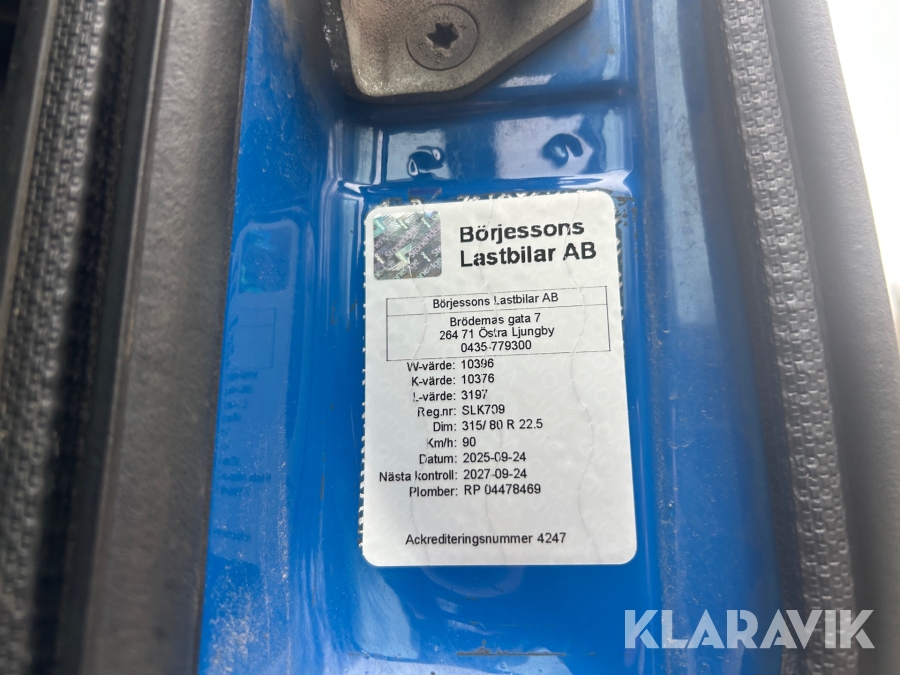 Börjessons
Lastbilar AB
Börjessons Lastbilar AB
Brödernas gata 7
264 71 Östra Ljungby
0435-779300
W-värde: 10396
K-värde: 10376
L-värde: 3197
Reg.nr: SLK709
Dim: 315/ 80 R 22.5
Km/h: 90
Datum: 2025-09-24
Nästa kontroll: 2027-09-24
Plomber: RP 04478469
Ackrediteringsnummer 4247
KLARAVIK